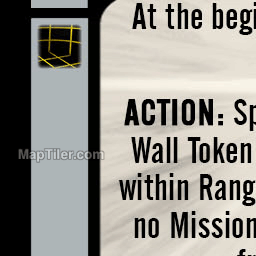 At the begi
ACTION: Sp
Wall Token
within Rang
no Mission
MapTiler.com